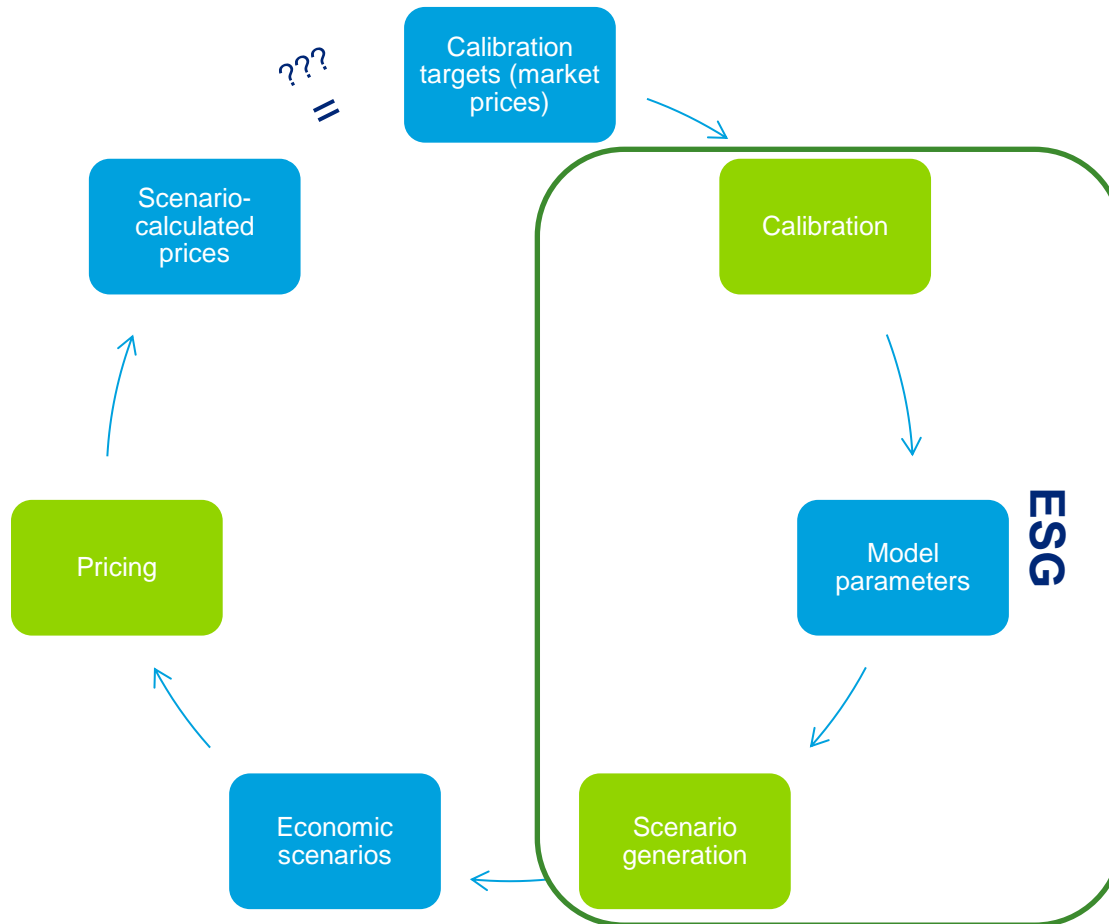 Calibration
targets (market
prices)
???
=
Scenario-
calculated
prices
Calibration
Pricing
Model
parameters
ESG
Economic
scenarios
Scenario
generation